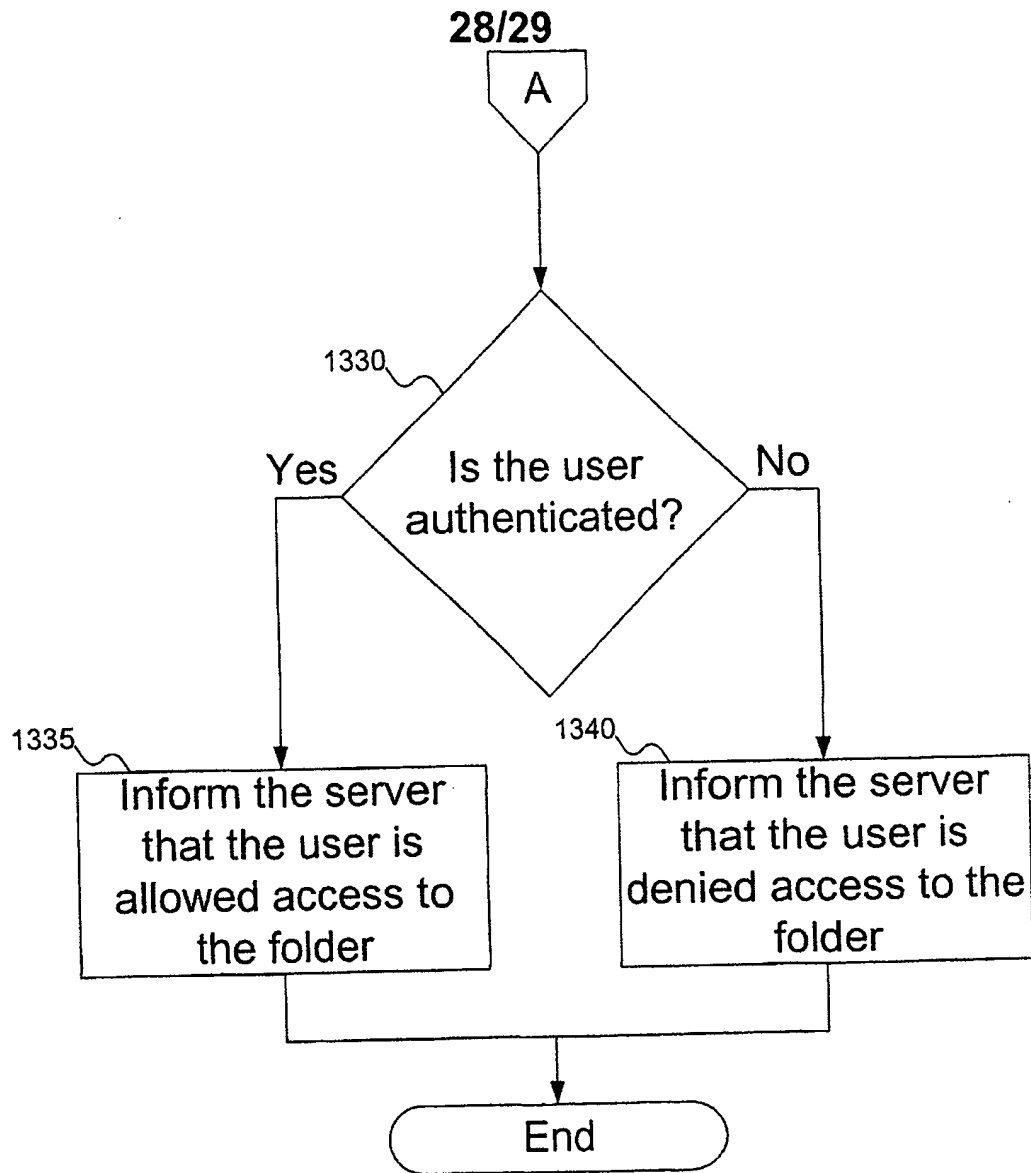 28/29
A
1330
Yes
Is the user
authenticated?
No
1335
Inform the server
that the user is
allowed access to
the folder
1340
Inform the server
that the user is
denied access to the
folder
End